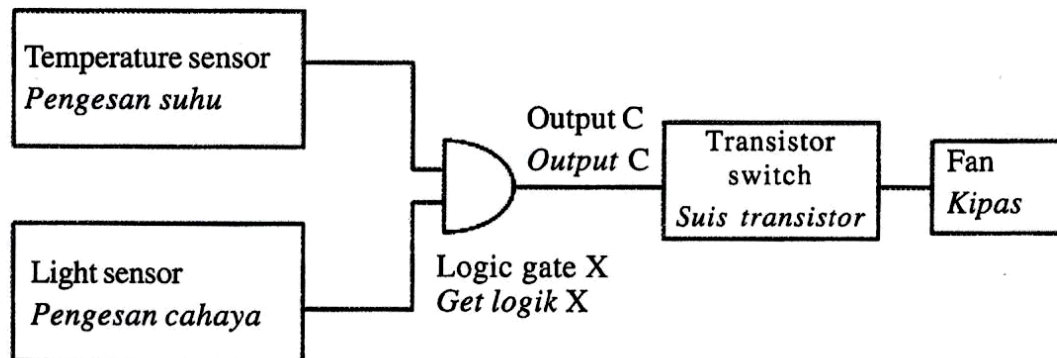 Temperature sensor
Pengesan suhu
Light sensor
Pengesan cahaya
Logic gate X
Get logik X
Output C
Output C
Transistor
switch
Suis transistor
Fan
Kipas